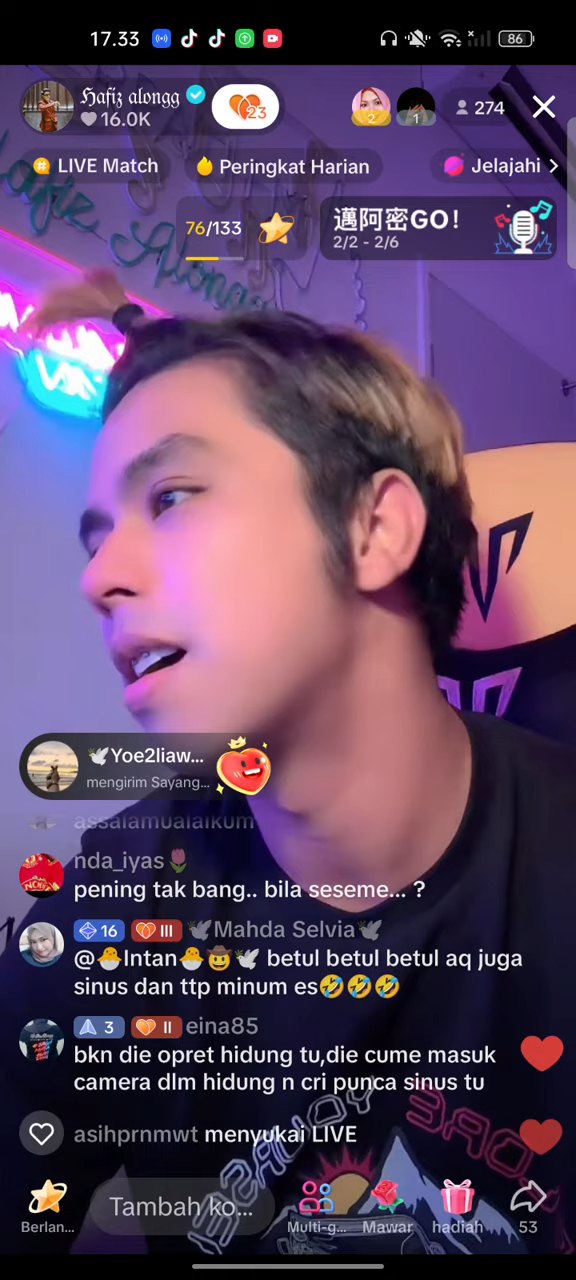 17.33
86
Hafiz alongg
16.0K
23
2
1
274
LIVE Match
Peringkat Harian
Jelajahi
76/133
邁阿密GO!
2/2 - 2/6
🕊️Yoe2liaw...
mengirim Sayang...
assalamualaikum
nda_iyas🌷
pening tak bang.. bila seseme... ?
16 III 🕊️Mahda Selvia🕊️
@🐣Intan🐣🤠🕊️ betul betul betul aq juga
sinus dan ttp minum es🤣🤣🤣
3 II eina85
bkn die opret hidung tu,die cume masuk
camera dlm hidung n cri punca sinus tu
asihprnmwt menyukai LIVE
Tambah ko...
Berlan...
Multi-g...
Mawar
hadiah
53